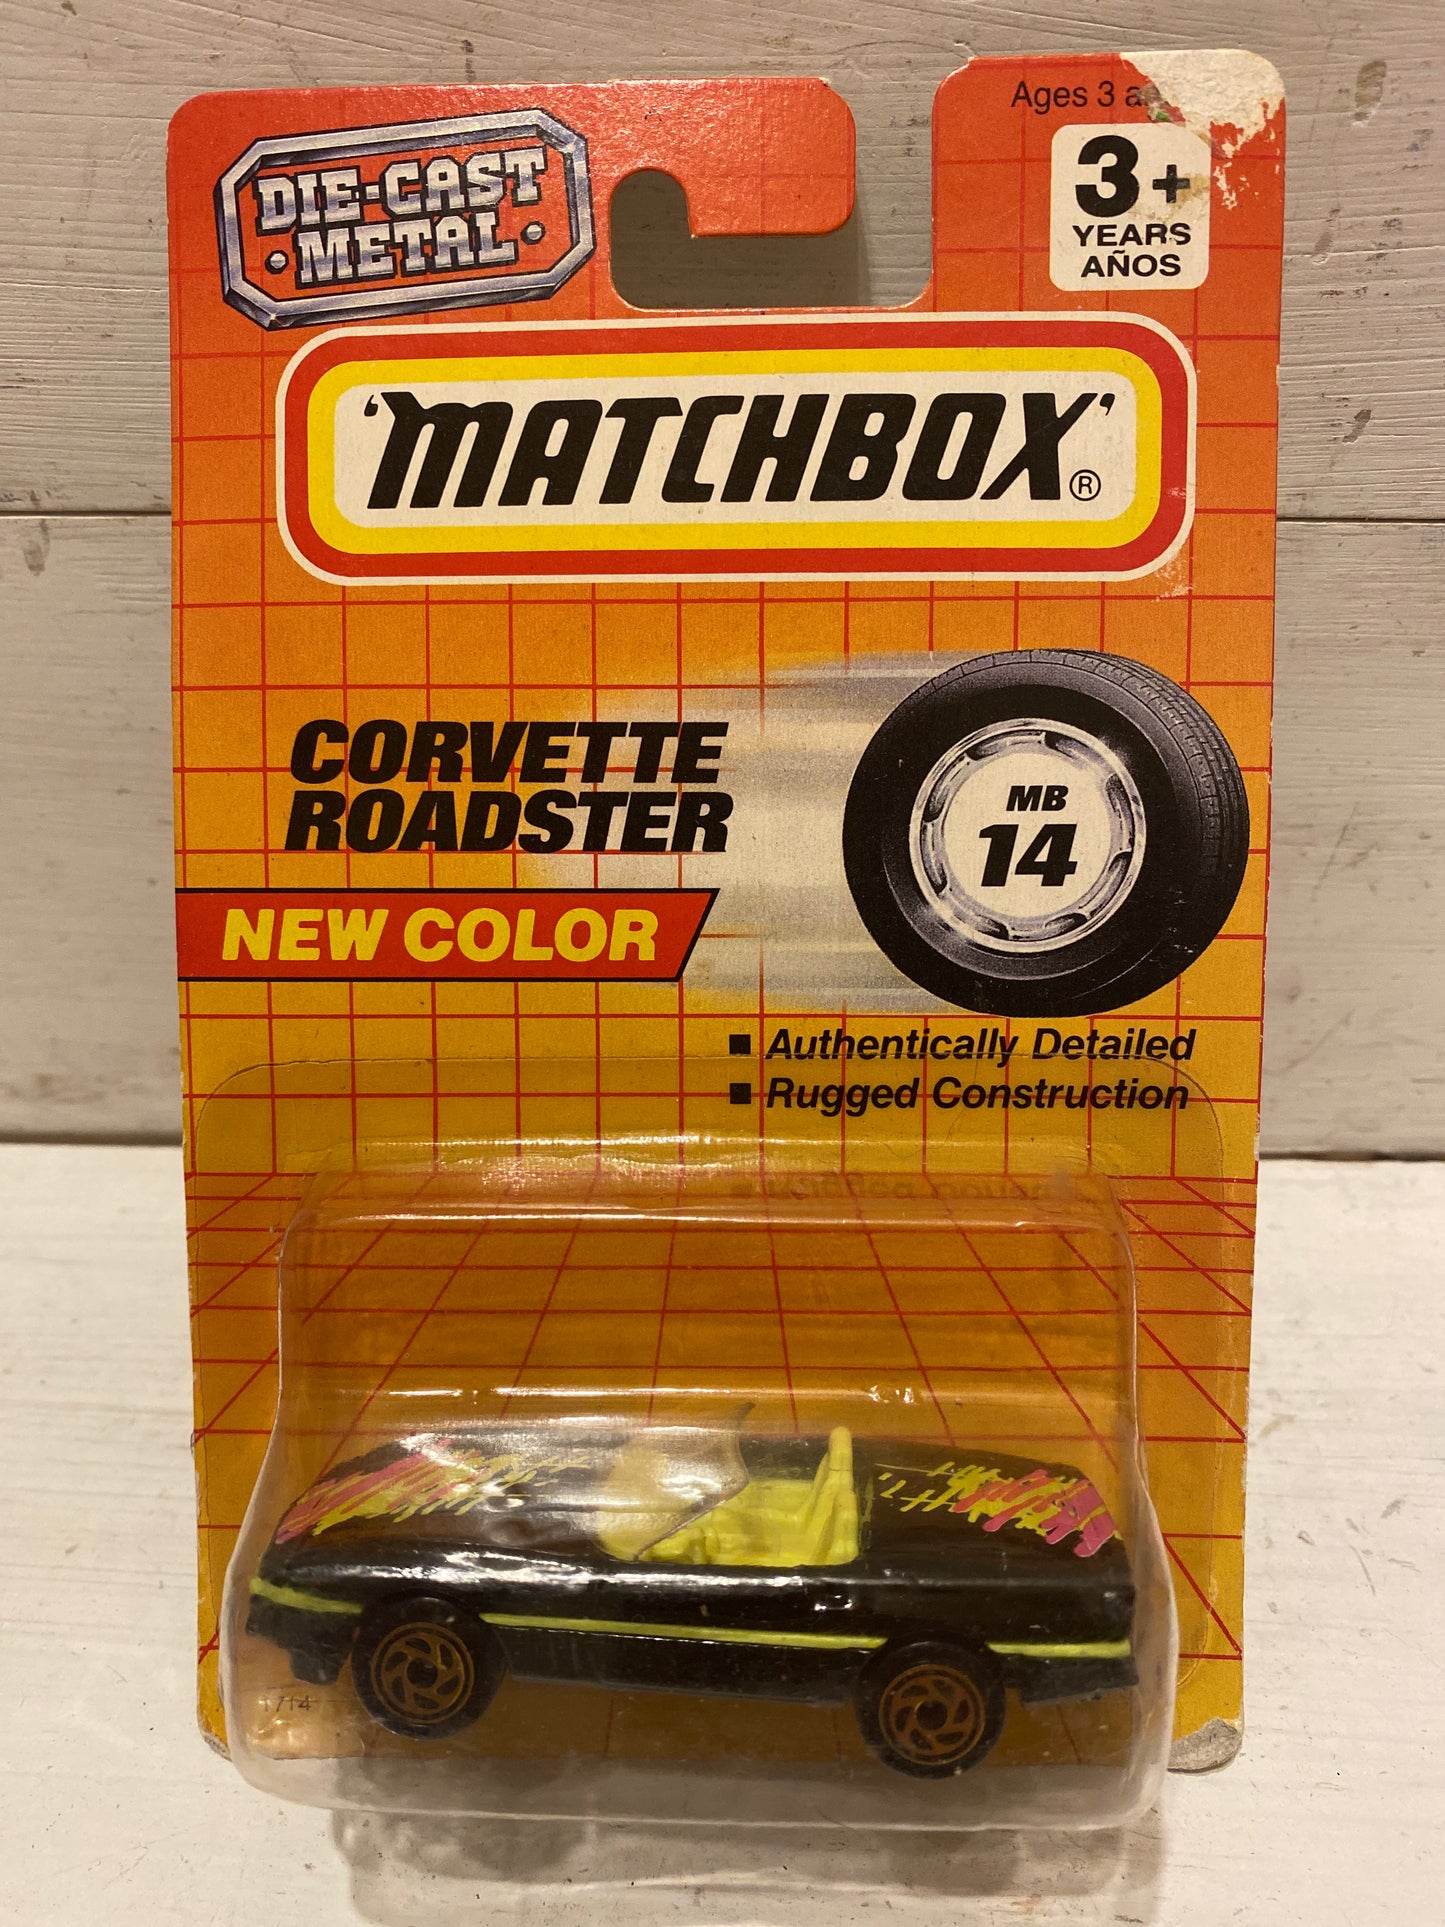 DIE-CAST
• METAL •
Ages 3
3+
YEARS
AÑOS
'MATCHBOX'®
CORVETTE
ROADSTER
MB
14
NEW COLOR
■ Authentically Detailed
■ Rugged Construction